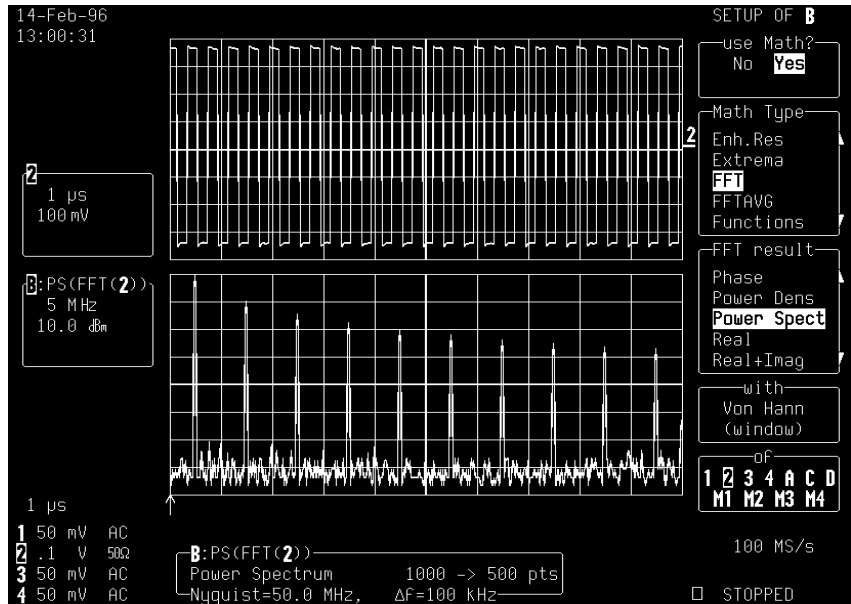 14-Feb-96
13:00:31
2
1 µs
100 mV
B:PS(FFT(2))
5 MHz
10.0 dBm
2
SETUP OF B
use Math?
No Yes
Math Type
Enh.Res
Extrema
FFT
FFTAVG
Functions
FFT result
Phase
Power Dens
Power Spect
Real
Real+Imag
with
Von Hann
(window)
of
1 2 3 4 A C D
M1 M2 M3 M4
1 µs
1 50 mV AC
2 .1 V 50Ω
3 50 mV AC
4 50 mV AC
B:PS(FFT(2))
Power Spectrum 1000 -> 500 pts
Nyquist=50.0 MHz, Δf=100 kHz
100 MS/s
□ STOPPED